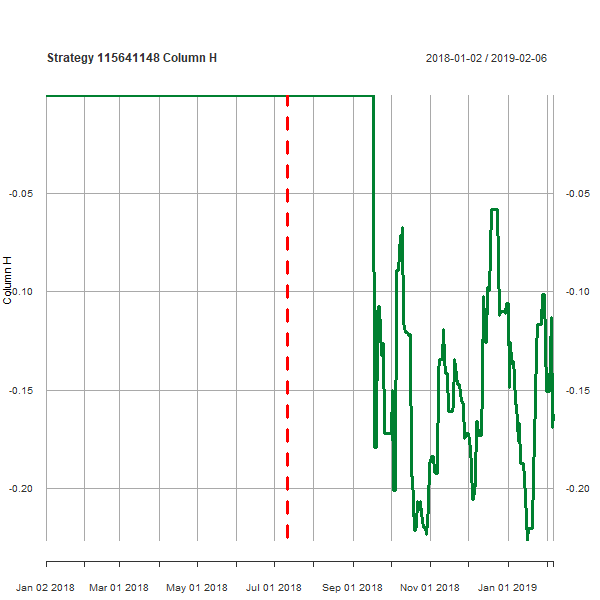 Strategy 115641148 Column H
2018-01-02 / 2019-02-06
-0.05 -0.05
-0.10 -0.10
-0.15 -0.15
-0.20 -0.20
Column H
Jan 02 2018 Mar 01 2018 May 01 2018 Jul 01 2018 Sep 01 2018 Nov 01 2018 Jan 01 2019